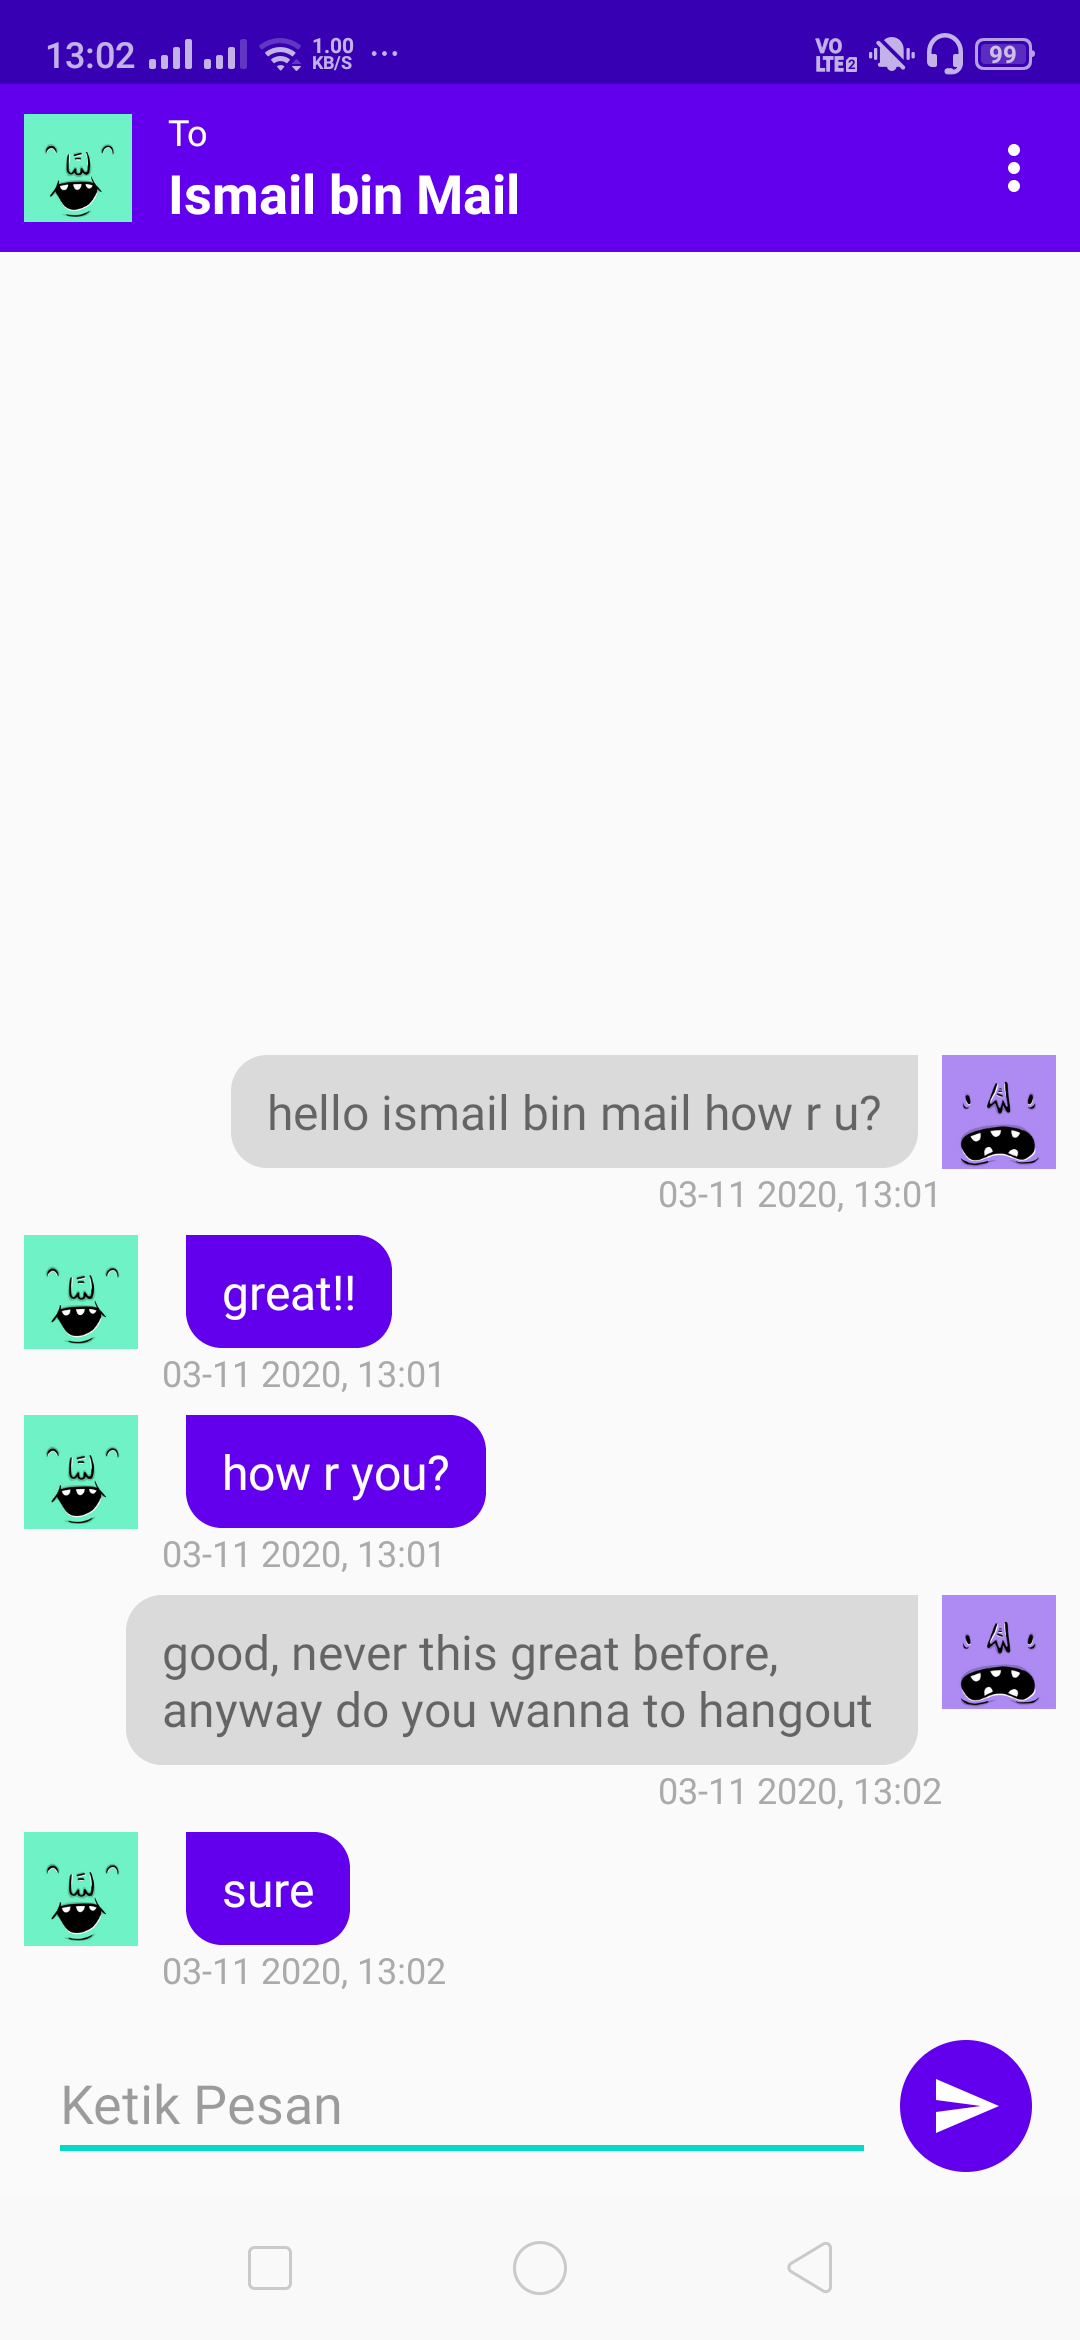 13:02 1.00 KB/S ... VO LTE 2 99
To
Ismail bin Mail
hello ismail bin mail how r u?
03-11 2020, 13:01
great!!
03-11 2020, 13:01
how r you?
03-11 2020, 13:01
good, never this great before,
anyway do you wanna to hangout
03-11 2020, 13:02
sure
03-11 2020, 13:02
Ketik Pesan